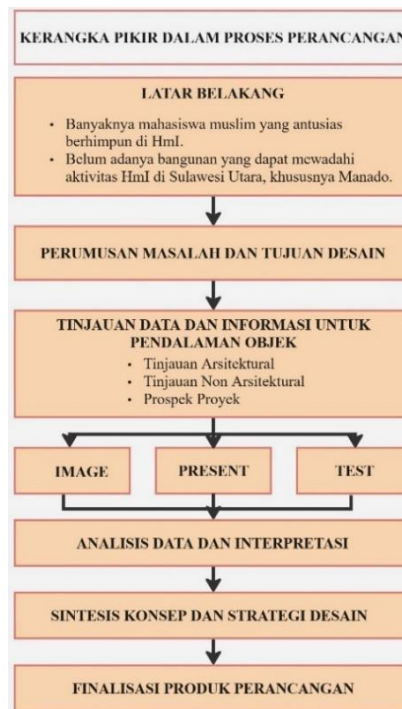 KERANGKA PIKIR DALAM PROSES PERANCANGAN
LATAR BELAKANG
• Banyaknya mahasiswa muslim yang antusias
berhimpun di HmI.
• Belum adanya bangunan yang dapat mewadahi
aktivitas HmI di Sulawesi Utara, khususnya Manado.
PERUMUSAN MASALAH DAN TUJUAN DESAIN
TINJAUAN DATA DAN INFORMASI UNTUK
PENDALAMAN OBJEK
• Tinjauan Arsitektural
• Tinjauan Non Arsitektural
• Prospek Proyek
IMAGE PRESENT TEST
ANALISIS DATA DAN INTERPRETASI
SINTESIS KONSEP DAN STRATEGI DESAIN
FINALISASI PRODUK PERANCANGAN